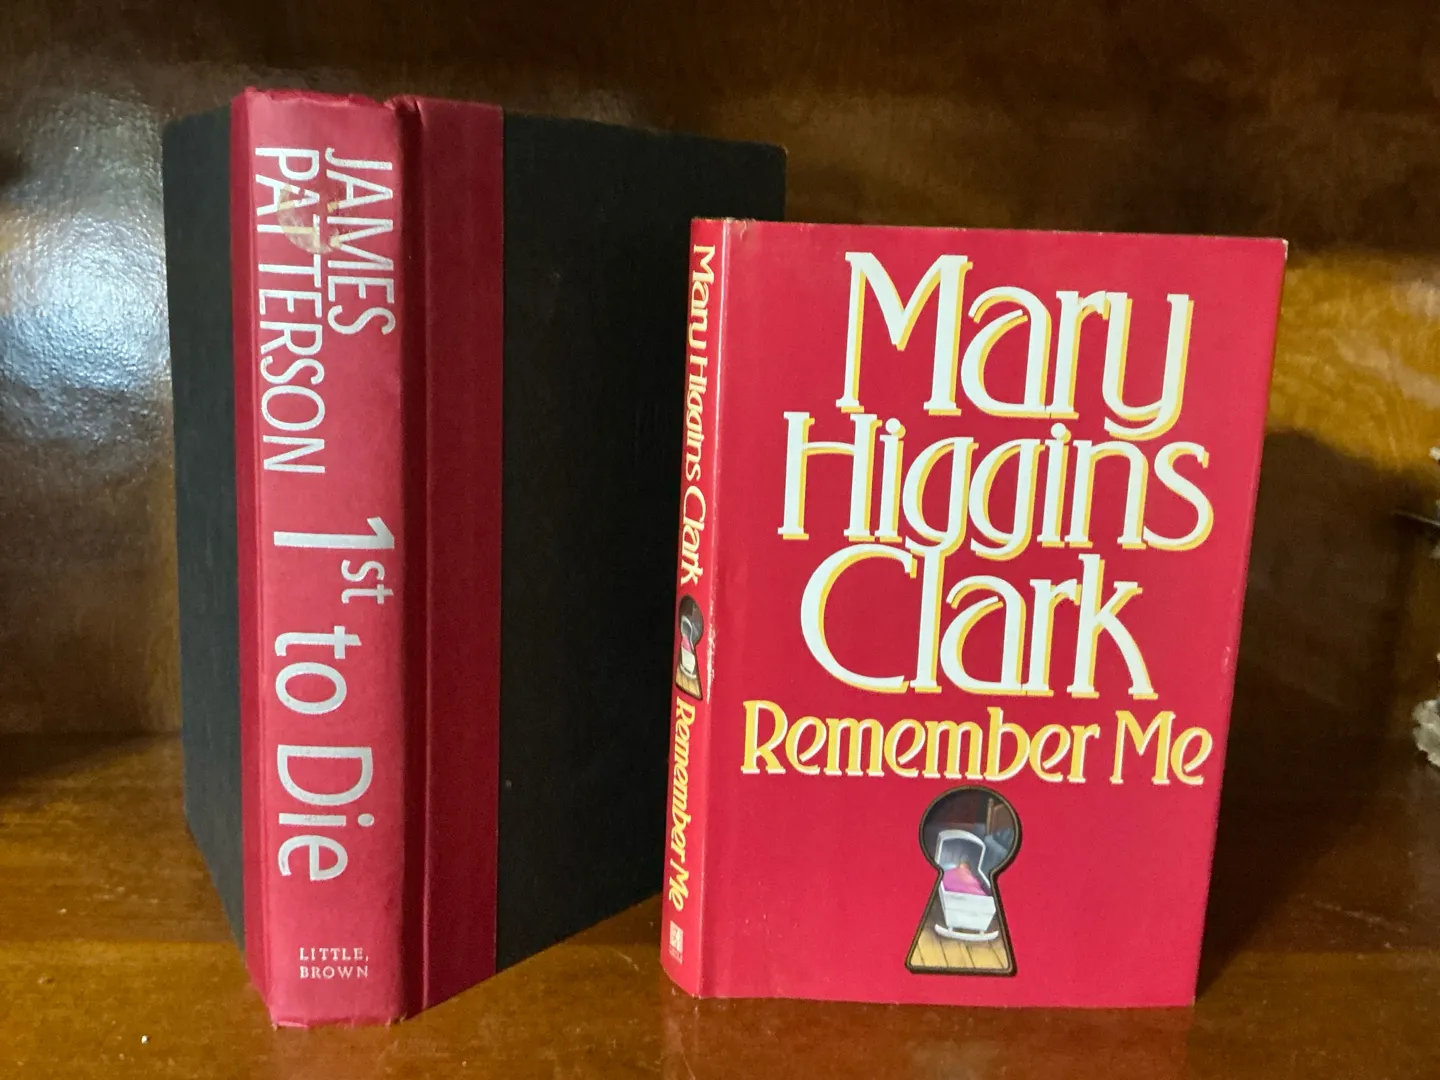 JAMES
PATTERSON
1st to Die
LITTLE,
BROWN
Mary Higgins Clark
Remember Me
Mary
Higgins
Clark
Remember Me